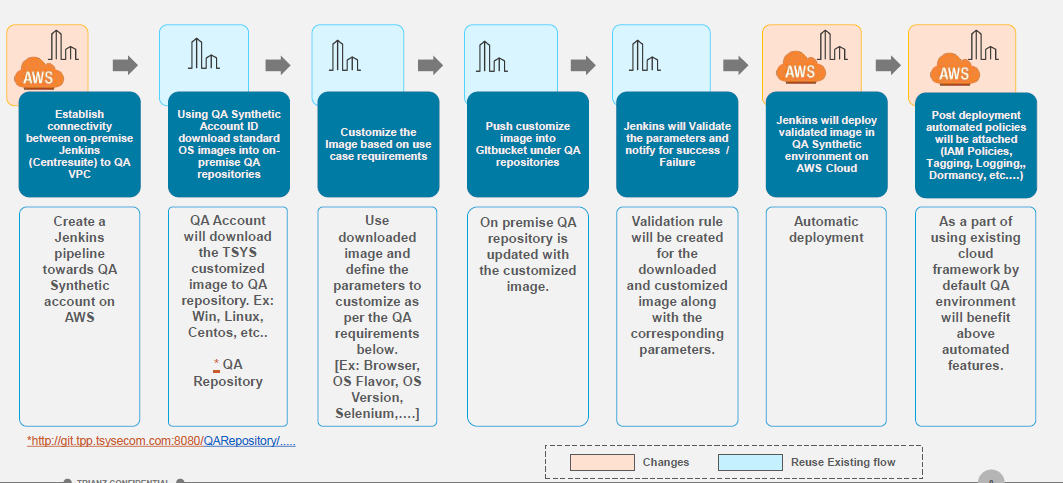 AWS
AWS
AWS
Establish
connectivity
between on-premise
Jenkins
(Centresuite) to QA
VPC
Using QA Synthetic
Account ID
download standard
OS images into on-
premise QA
repositories
Customize the
Image based on use
case requirements
Push customize
image into
GItbucket under QA
repositories
Jenkins will Validate
the parameters and
notify for success /
Failure
Jenkins will deploy
validated image in
QA Synthetic
environment on
AWS Cloud
Post deployment
automated policies
will be attached
(IAM Policies,
Tagging, Logging,,
Dormancy, etc.…)
Create a
Jenkins
pipeline
towards QA
Synthetic
account on
AWS
QA Account
will download
the TSYS
customized
image to QA
repository. Ex:
Win, Linux,
Centos, etc..
* QA
Repository
Use
downloaded
image and
define the
parameters to
customize as
per the QA
requirements
below.
[Ex: Browser,
OS Flavor, OS
Version,
Selenium,….]
On premise QA
repository is
updated with
the customized
image.
Validation rule
will be created
for the
downloaded
and customized
image along
with the
corresponding
parameters.
Automatic
deployment
As a part of
using existing
cloud
framework by
default QA
environment
will benefit
above
automated
features.
*http://git.tpp.tsysecom.com:8080/QARepository/.....
Changes
Reuse Existing flow
TRIANZ CONFIDENTIAL